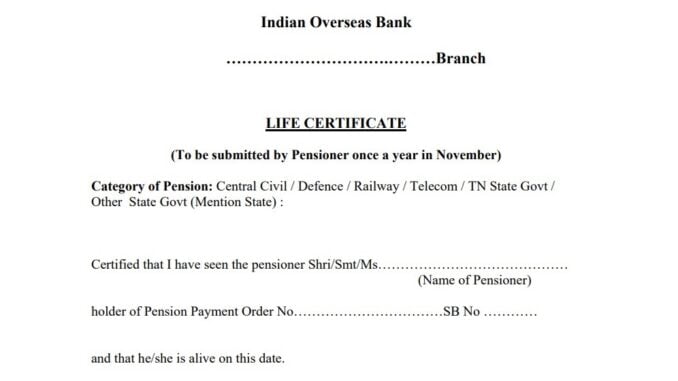 Indian Overseas Bank
……………………………..………Branch
LIFE CERTIFICATE
(To be submitted by Pensioner once a year in November)
Category of Pension: Central Civil / Defence / Railway / Telecom / TN State Govt /
Other State Govt (Mention State) :
Certified that I have seen the pensioner Shri/Smt/Ms……………………………………
(Name of Pensioner)
holder of Pension Payment Order No……………………………SB No …………
and that he/she is alive on this date.